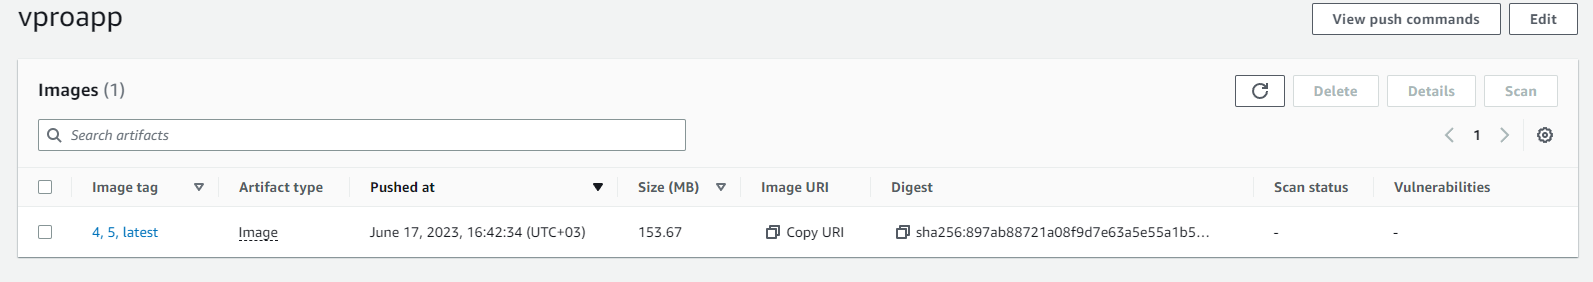 vproapp
View push commands
Edit
Images (1)
Delete
Details
Scan
Search artifacts
1
Image tag
Artifact type
Pushed at
Size (MB)
Image URI
Digest
Scan status
Vulnerabilities
4, 5, latest
Image
June 17, 2023, 16:42:34 (UTC+03)
153.67
Copy URI
sha256:897ab88721a08f9d7e63a5e55a1b5...
-
-